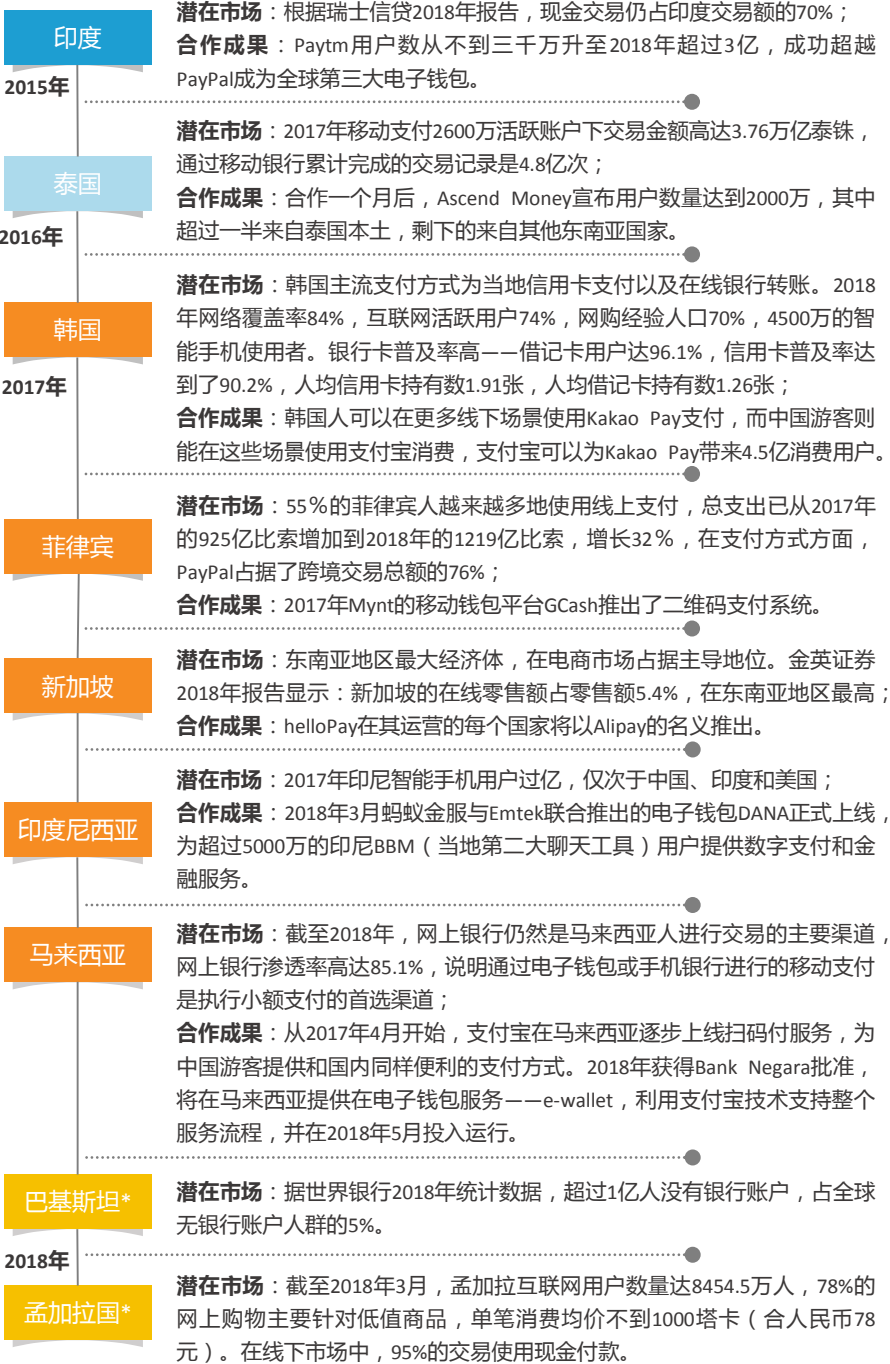 印度
潜在市场：根据瑞士信贷2018年报告，现金交易仍占印度交易额的70%；
合作成果：Paytm用户数从不到三千万升至2018年超过3亿，成功超越
PayPal成为全球第三大电子钱包。
2015年
泰国
潜在市场：2017年移动支付2600万活跃账户下交易金额高达3.76万亿泰铢，
通过移动银行累计完成的交易记录是4.8亿次；
合作成果：合作一个月后，Ascend Money宣布用户数量达到2000万，其中
超过一半来自泰国本土，剩下的来自其他东南亚国家。
2016年
韩国
潜在市场：韩国主流支付方式为当地信用卡支付以及在线银行转账。2018
年网络覆盖率84%，互联网活跃用户74%，网购经验人口70%，4500万的智
能手机使用者。银行卡普及率高——借记卡用户达96.1%，信用卡普及率达
到了90.2%，人均信用卡持有数1.91张，人均借记卡持有数1.26张；
合作成果：韩国人可以在更多线下场景使用Kakao Pay支付，而中国游客则
能在这些场景使用支付宝消费，支付宝可以为Kakao Pay带来4.5亿消费用户。
2017年
菲律宾
潜在市场：55％的菲律宾人越来越多地使用线上支付，总支出已从2017年
的925亿比索增加到2018年的1219亿比索，增长32％，在支付方式方面，
PayPal占据了跨境交易总额的76%；
合作成果：2017年Mynt的移动钱包平台GCash推出了二维码支付系统。
新加坡
潜在市场：东南亚地区最大经济体，在电商市场占据主导地位。金英证券
2018年报告显示：新加坡的在线零售额占零售额5.4%，在东南亚地区最高；
合作成果：helloPay在其运营的每个国家将以Alipay的名义推出。
印度尼西亚
潜在市场：2017年印尼智能手机用户过亿，仅次于中国、印度和美国；
合作成果：2018年3月蚂蚁金服与Emtek联合推出的电子钱包DANA正式上线，
为超过5000万的印尼BBM（当地第二大聊天工具）用户提供数字支付和金
融服务。
马来西亚
潜在市场：截至2018年，网上银行仍然是马来西亚人进行交易的主要渠道，
网上银行渗透率高达85.1%，说明通过电子钱包或手机银行进行的移动支付
是执行小额支付的首选渠道；
合作成果：从2017年4月开始，支付宝在马来西亚逐步上线扫码付服务，为
中国游客提供和国内同样便利的支付方式。2018年获得Bank Negara批准，
将在马来西亚提供在电子钱包服务——e-wallet，利用支付宝技术支持整个
服务流程，并在2018年5月投入运行。
巴基斯坦*
潜在市场：据世界银行2018年统计数据，超过1亿人没有银行账户，占全球
无银行账户人群的5%。
2018年
孟加拉国*
潜在市场：截至2018年3月，孟加拉互联网用户数量达8454.5万人，78%的
网上购物主要针对低值商品，单笔消费均价不到1000塔卡（合人民币78
元）。在线下市场中，95%的交易使用现金付款。